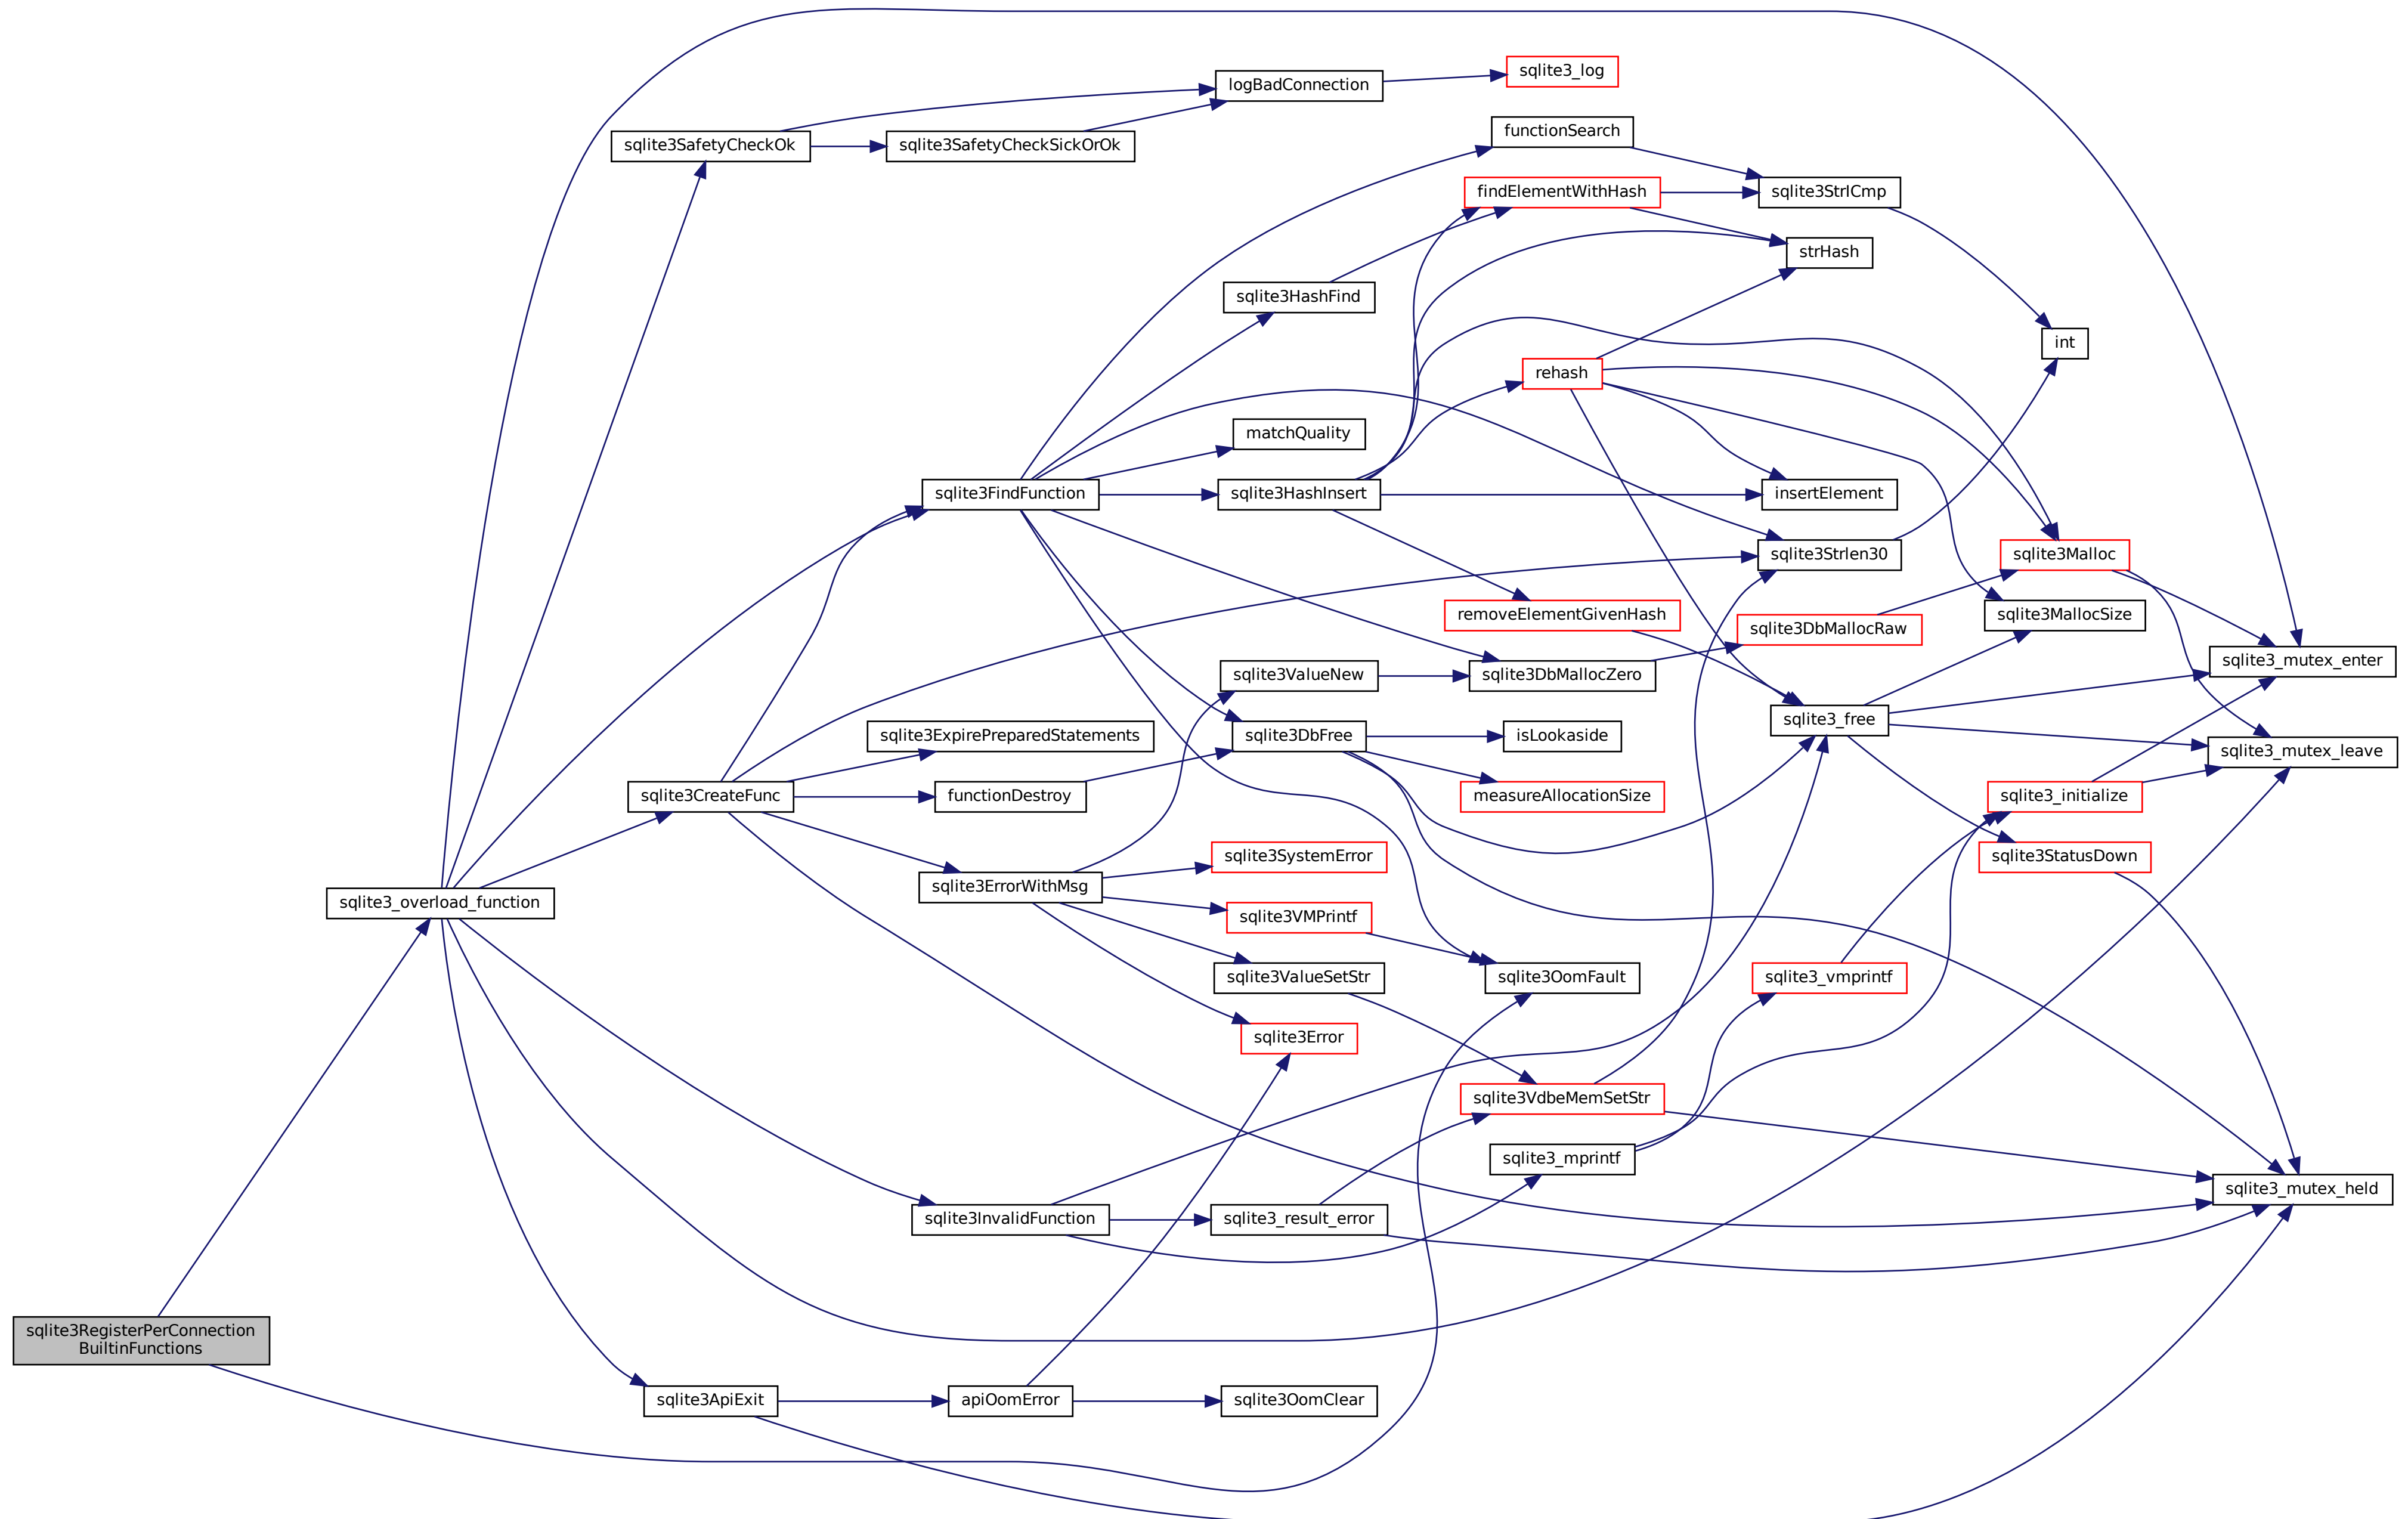 sqlite3_log
logBadConnection
functionSearch
sqlite3SafetyCheckOk
sqlite3SafetyCheckSickOrOk
findElementWithHash
sqlite3StrICmp
strHash
sqlite3HashFind
int
rehash
matchQuality
sqlite3FindFunction
sqlite3HashInsert
insertElement
sqlite3Strlen30
sqlite3Malloc
removeElementGivenHash
sqlite3MallocSize
sqlite3DbMallocRaw
sqlite3_mutex_enter
sqlite3ValueNew
sqlite3DbMallocZero
sqlite3_free
sqlite3ExpirePreparedStatements
sqlite3DbFree
isLookaside
sqlite3_mutex_leave
sqlite3CreateFunc
functionDestroy
measureAllocationSize
sqlite3_initialize
sqlite3SystemError
sqlite3StatusDown
sqlite3ErrorWithMsg
sqlite3_overload_function
sqlite3VMPrintf
sqlite3ValueSetStr
sqlite3OomFault
sqlite3_vmprintf
sqlite3Error
sqlite3VdbeMemSetStr
sqlite3_mprintf
sqlite3_mutex_held
sqlite3InvalidFunction
sqlite3_result_error
sqlite3RegisterPerConnection
BuiltinFunctions
sqlite3ApiExit
apiOomError
sqlite3OomClear